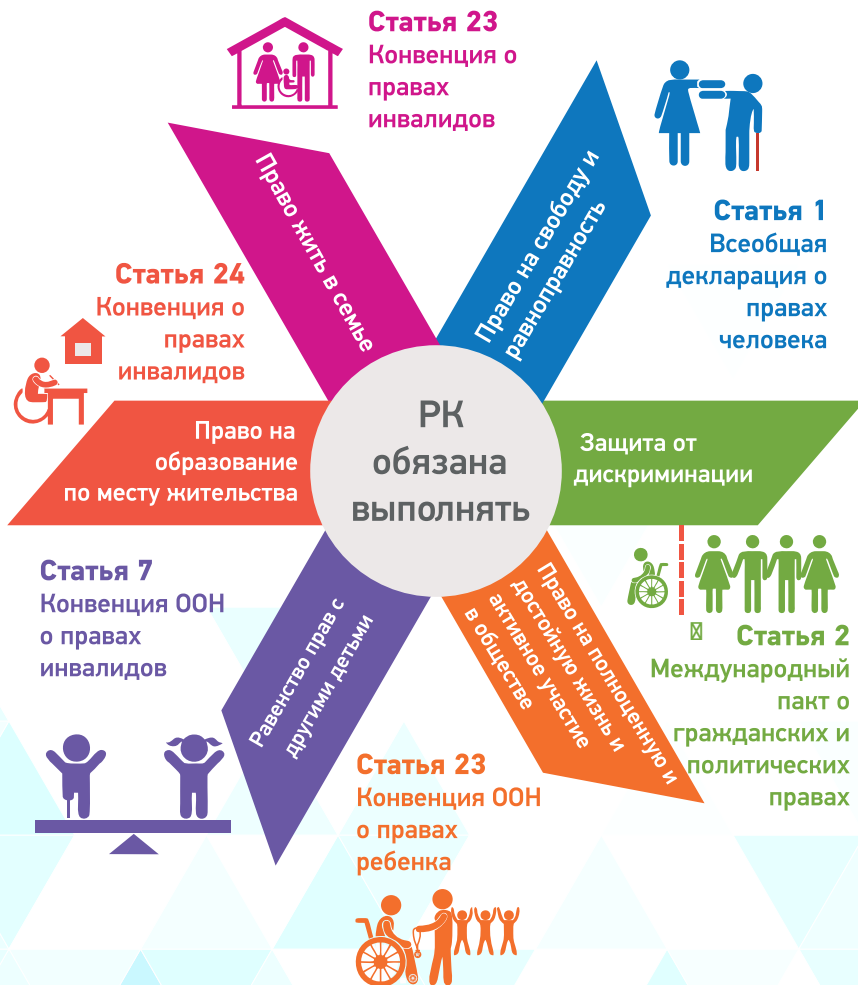 Статья 23
Конвенция о
правах
инвалидов
Право жить в семье
Право на свободу и
равноправность
Статья 1
Всеобщая
декларация о
правах
человека
Статья 24
Конвенция о
правах
инвалидов
Право на
образование
по месту жительства
РК
обязана
выполнять
Защита от
дискриминации
Статья 7
Конвенция ООН
о правах
инвалидов
Равенство прав с
другими детьми
Право на полноценную и
достойную жизнь и
активное участие
в обществе
Статья 2
Международный
пакт о
гражданских и
политических
правах
Статья 23
Конвенция ООН
о правах
ребенка